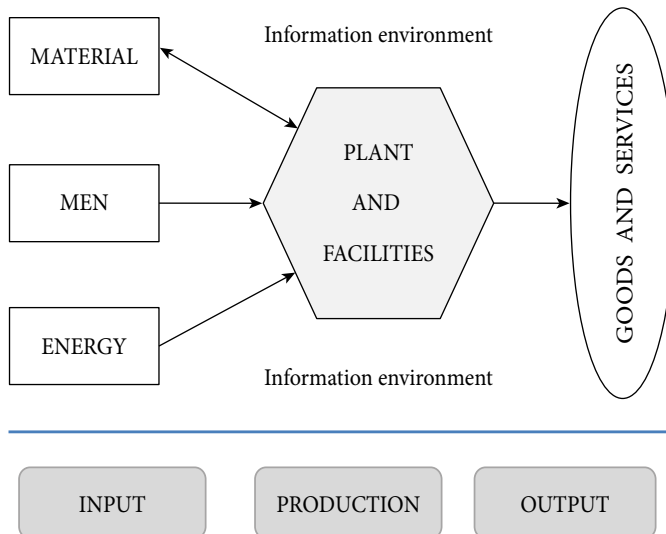 Information environment
MATERIAL
MEN
ENERGY
PLANT
AND
FACILITIES
GOODS AND SERVICES
Information environment
INPUT
PRODUCTION
OUTPUT